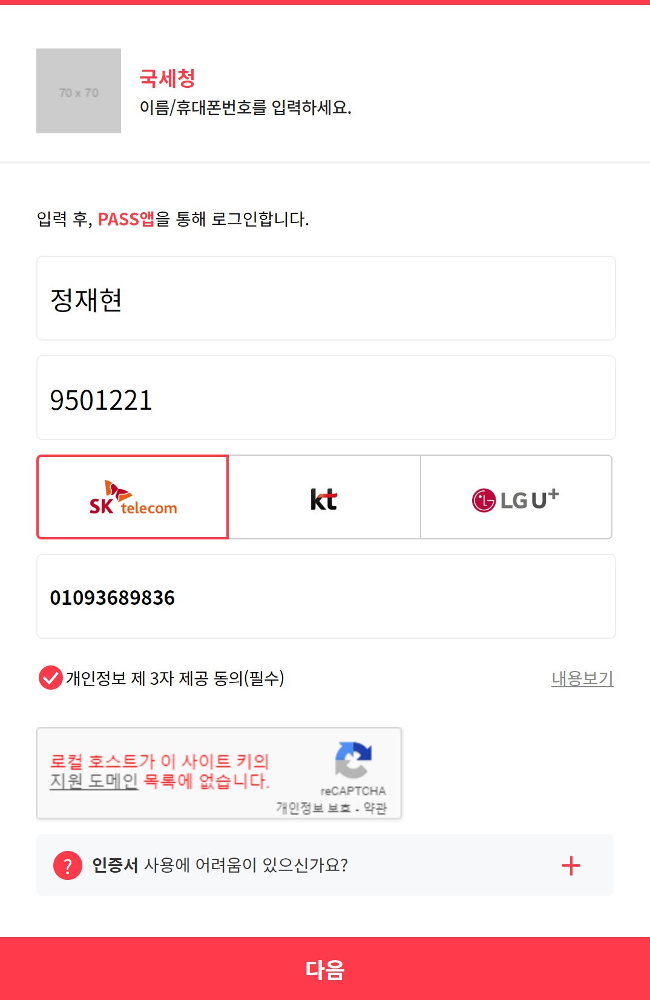 70 x 70
국세청
이름/휴대폰번호를 입력하세요.
입력 후, PASS앱을 통해 로그인합니다.
정재현
9501221
SK telecom
kt
LG U+
01093689836
개인정보 제 3자 제공 동의(필수)
내용보기
로컬 호스트가 이 사이트 키의
지원 도메인 목록에 없습니다.
reCAPTCHA
개인정보 보호 - 약관
? 인증서 사용에 어려움이 있으신가요? +
다음